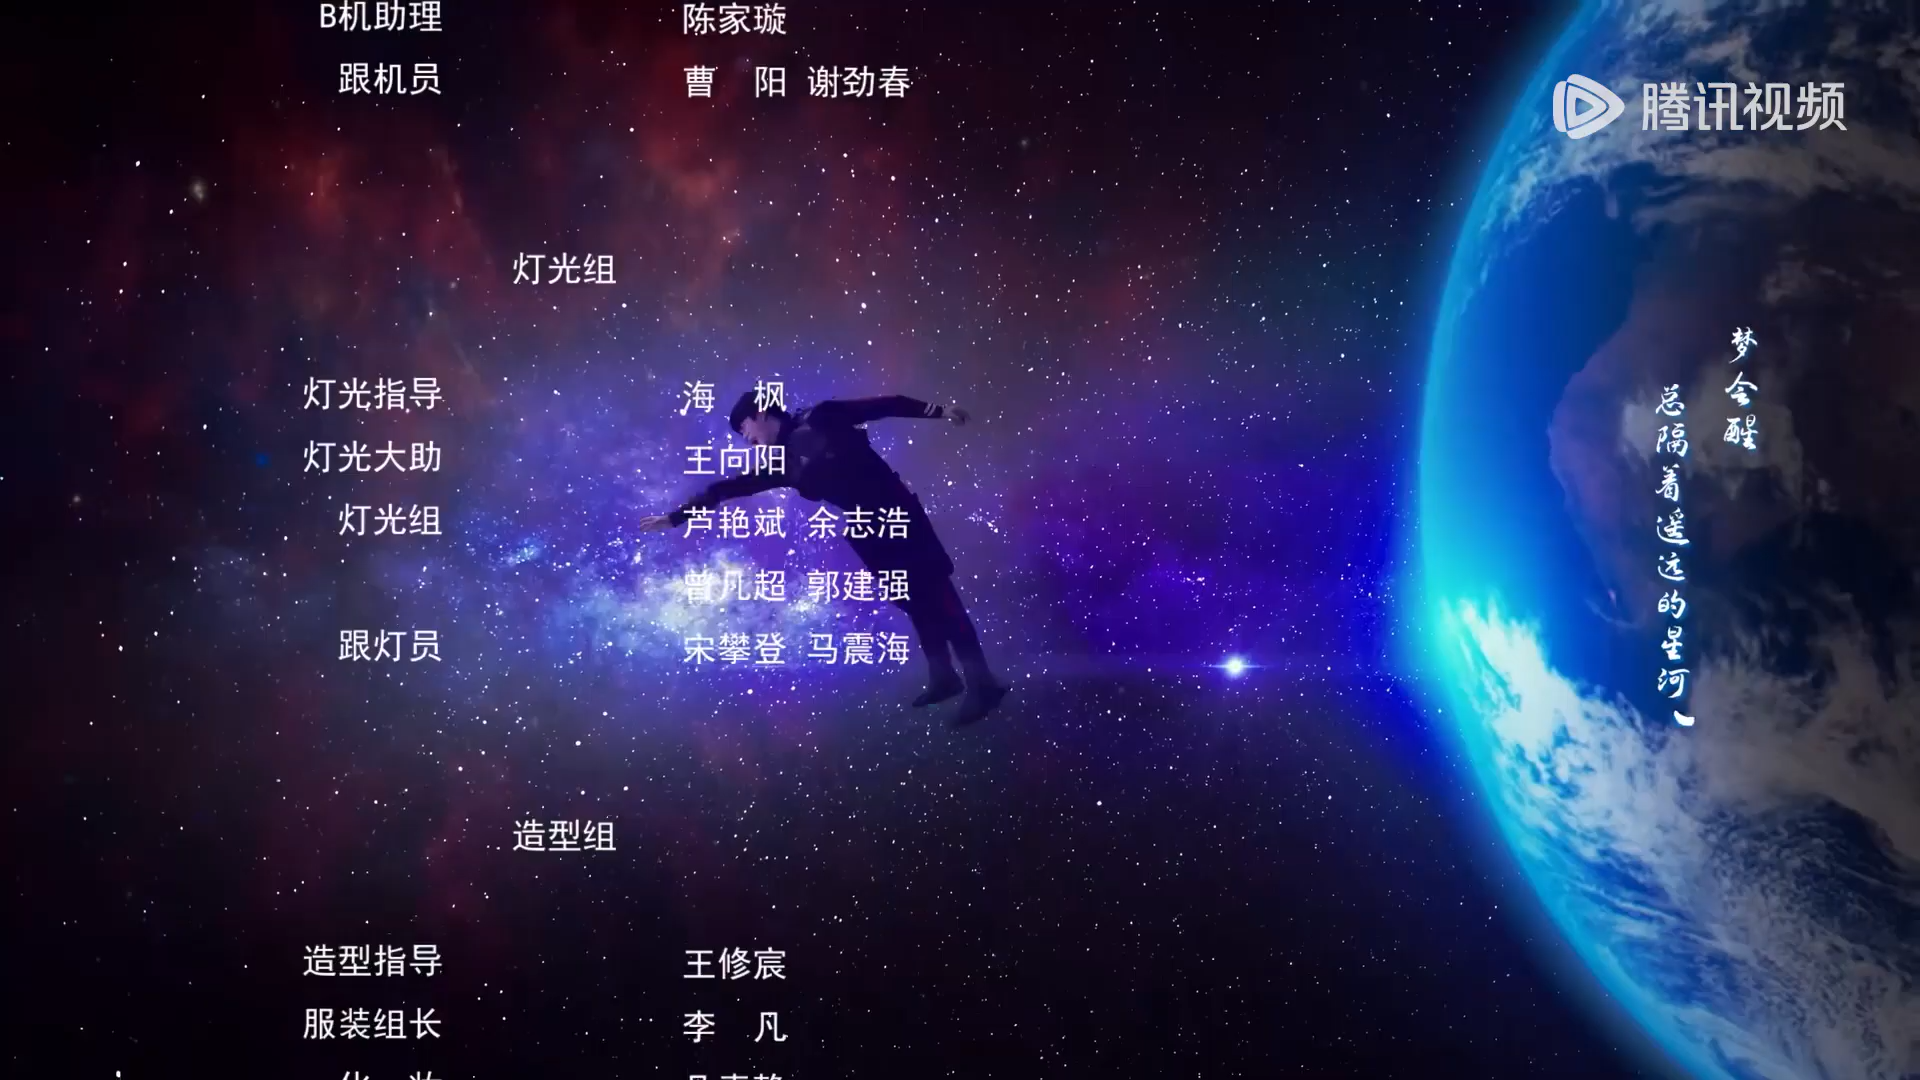 B机助理 陈家璇
跟机员 曹 阳 谢劲春
腾讯视频
灯光组
灯光指导 海 枫
灯光大助 王向阳
灯光组 芦艳斌 余志浩
曾凡超 郭建强
跟灯员 宋攀登 马震海
造型组
造型指导 王修宸
服装组长 李 凡
梦会醒
总隔着遥远的星河